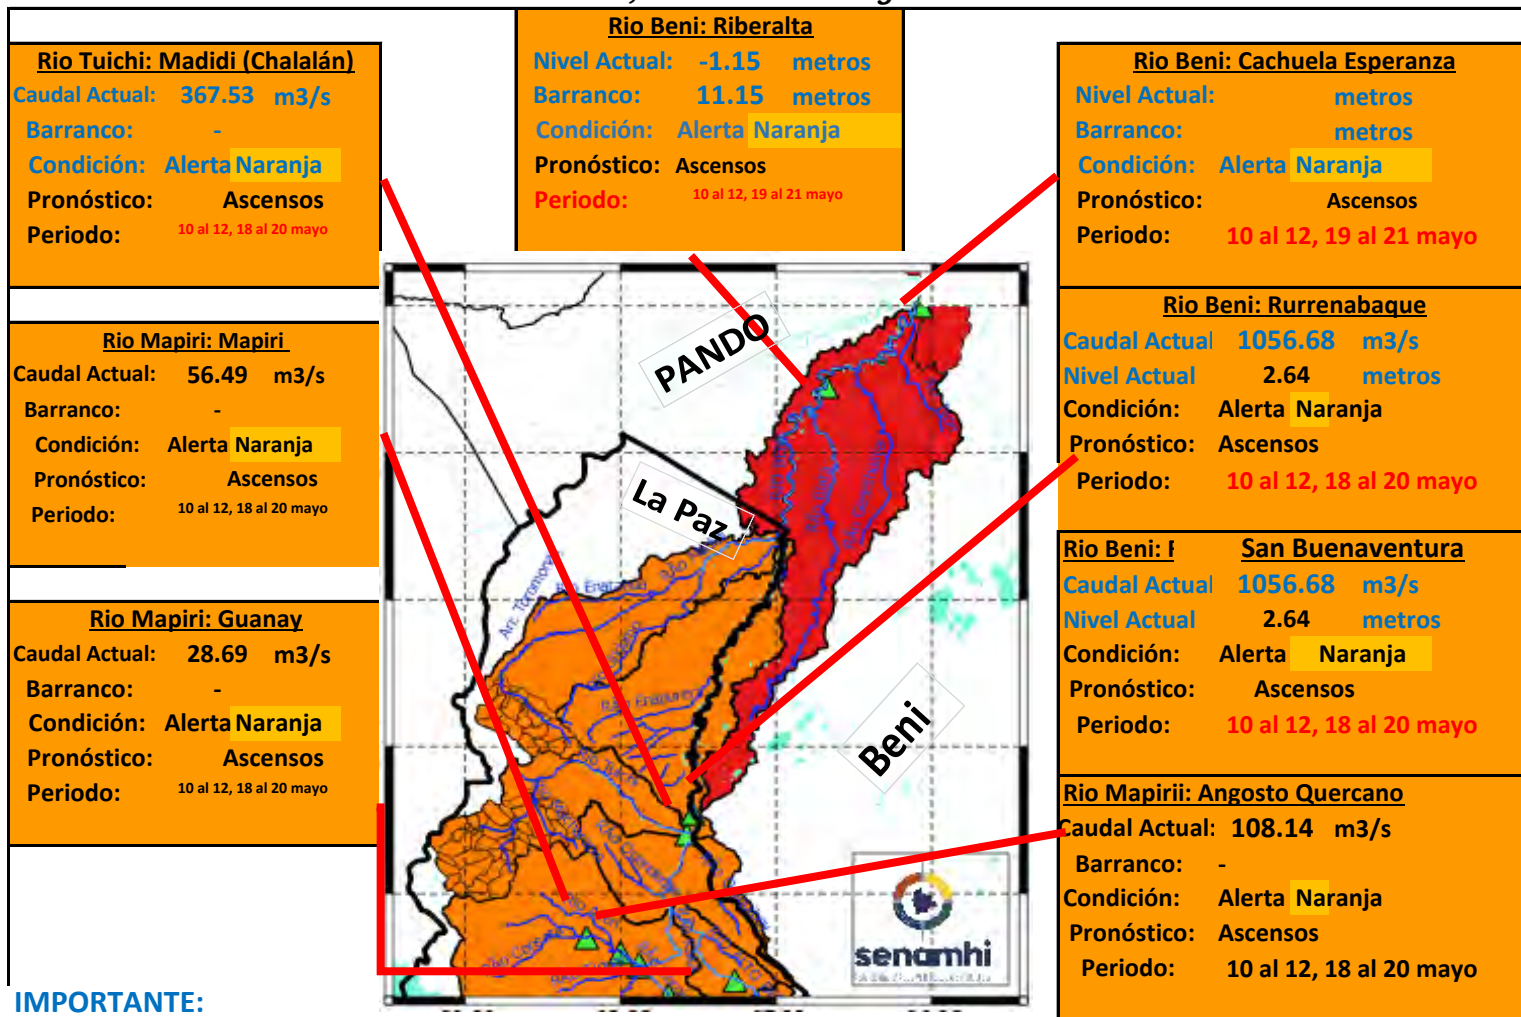 Rio Beni: Riberalta
Nivel Actual: -1.15 metros
Barranco: 11.15 metros
Condición: Alerta Naranja
Pronóstico: Ascensos
Periodo: 10 al 12, 19 al 21 mayo
Rio Tuichi: Madidi (Chalalán)
Caudal Actual: 367.53 m3/s
Barranco: -
Condición: Alerta Naranja
Pronóstico: Ascensos
Periodo: 10 al 12, 18 al 20 mayo
Rio Mapiri: Mapiri
Caudal Actual: 56.49 m3/s
Barranco: -
Condición: Alerta Naranja
Pronóstico: Ascensos
Periodo: 10 al 12, 18 al 20 mayo
Rio Mapiri: Guanay
Caudal Actual: 28.69 m3/s
Barranco: -
Condición: Alerta Naranja
Pronóstico: Ascensos
Periodo: 10 al 12, 18 al 20 mayo
PANDO
La Paz
Beni
senamhi
Rio Beni: Cachuela Esperanza
Nivel Actual: metros
Barranco: metros
Condición: Alerta Naranja
Pronóstico: Ascensos
Periodo: 10 al 12, 19 al 21 mayo
Rio Beni: Rurrenabaque
Caudal Actual 1056.68 m3/s
Nivel Actual 2.64 metros
Condición: Alerta Naranja
Pronóstico: Ascensos
Periodo: 10 al 12, 18 al 20 mayo
Rio Beni: San Buenaventura
Caudal Actual 1056.68 m3/s
Nivel Actual 2.64 metros
Condición: Alerta Naranja
Pronóstico: Ascensos
Periodo: 10 al 12, 18 al 20 mayo
Rio Mapirii: Angosto Quercano
Caudal Actual: 108.14 m3/s
Barranco: -
Condición: Alerta Naranja
Pronóstico: Ascensos
Periodo: 10 al 12, 18 al 20 mayo
IMPORTANTE: